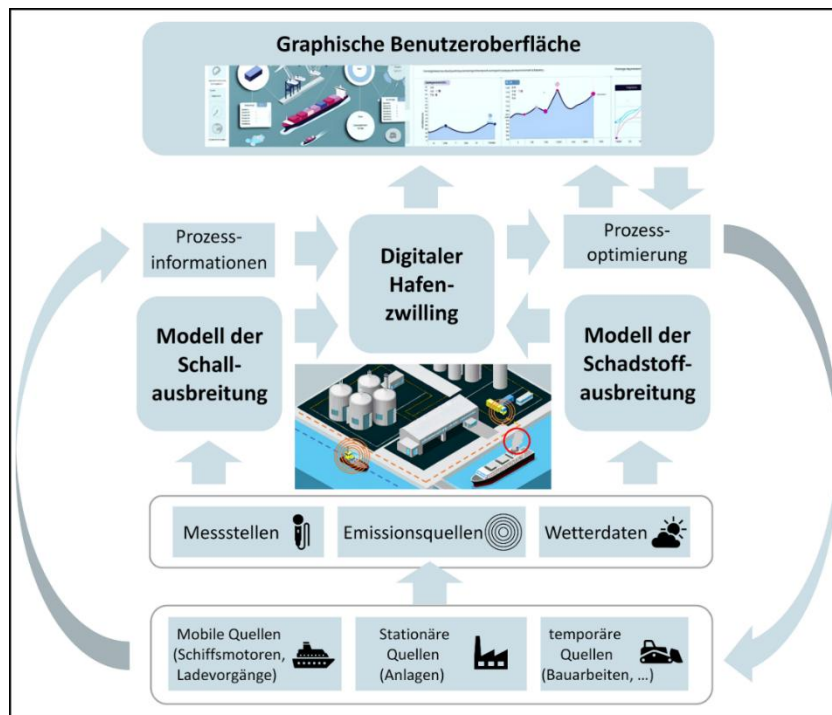 Graphische Benutzeroberfläche
Prozess-
informationen
Digitaler
Hafen-
zwilling
Prozess-
optimierung
Modell der
Schall-
ausbreitung
Modell der
Schadstoff-
ausbreitung
Messstellen
Emissionsquellen
Wetterdaten
Mobile Quellen
(Schiffsmotoren,
Ladevorgänge)
Stationäre
Quellen
(Anlagen)
temporäre
Quellen
(Bauarbeiten, ...)